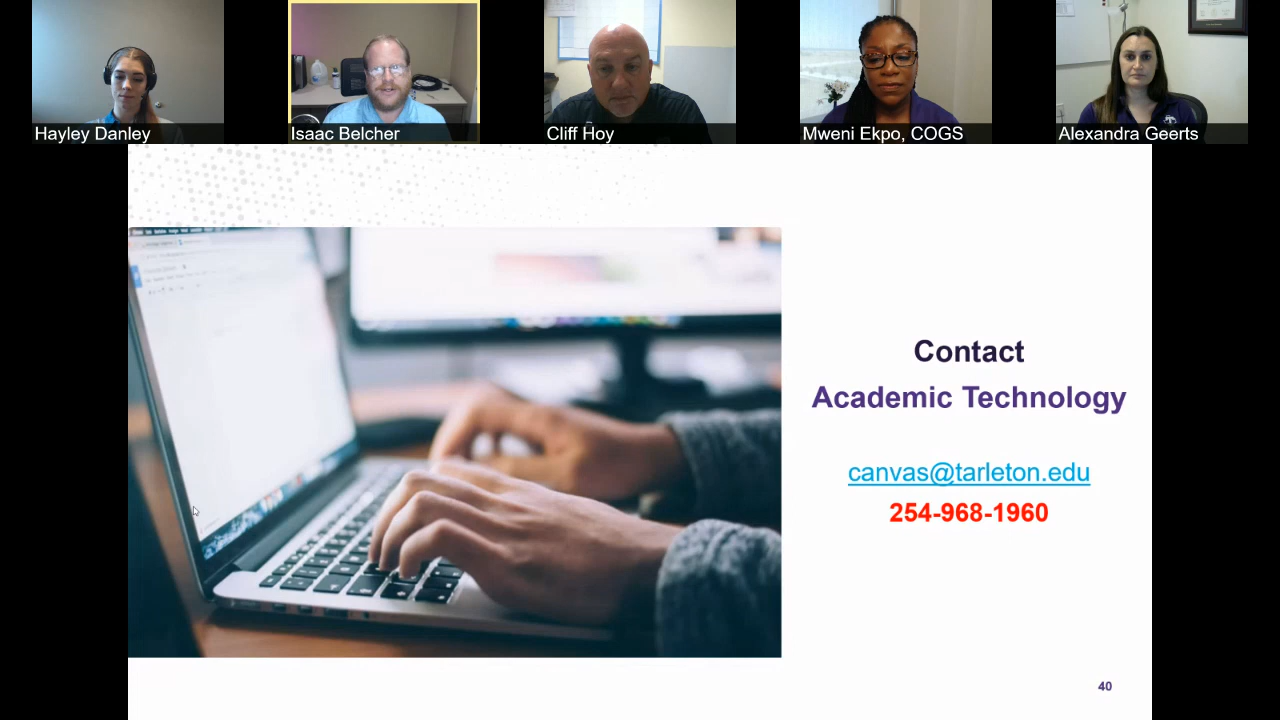 Hayley Danley
Isaac Belcher
Cliff Hoy
Mweni Ekpo, COGS
Alexandra Geerts
Contact
Academic Technology
canvas@tarleton.edu
254-968-1960
40